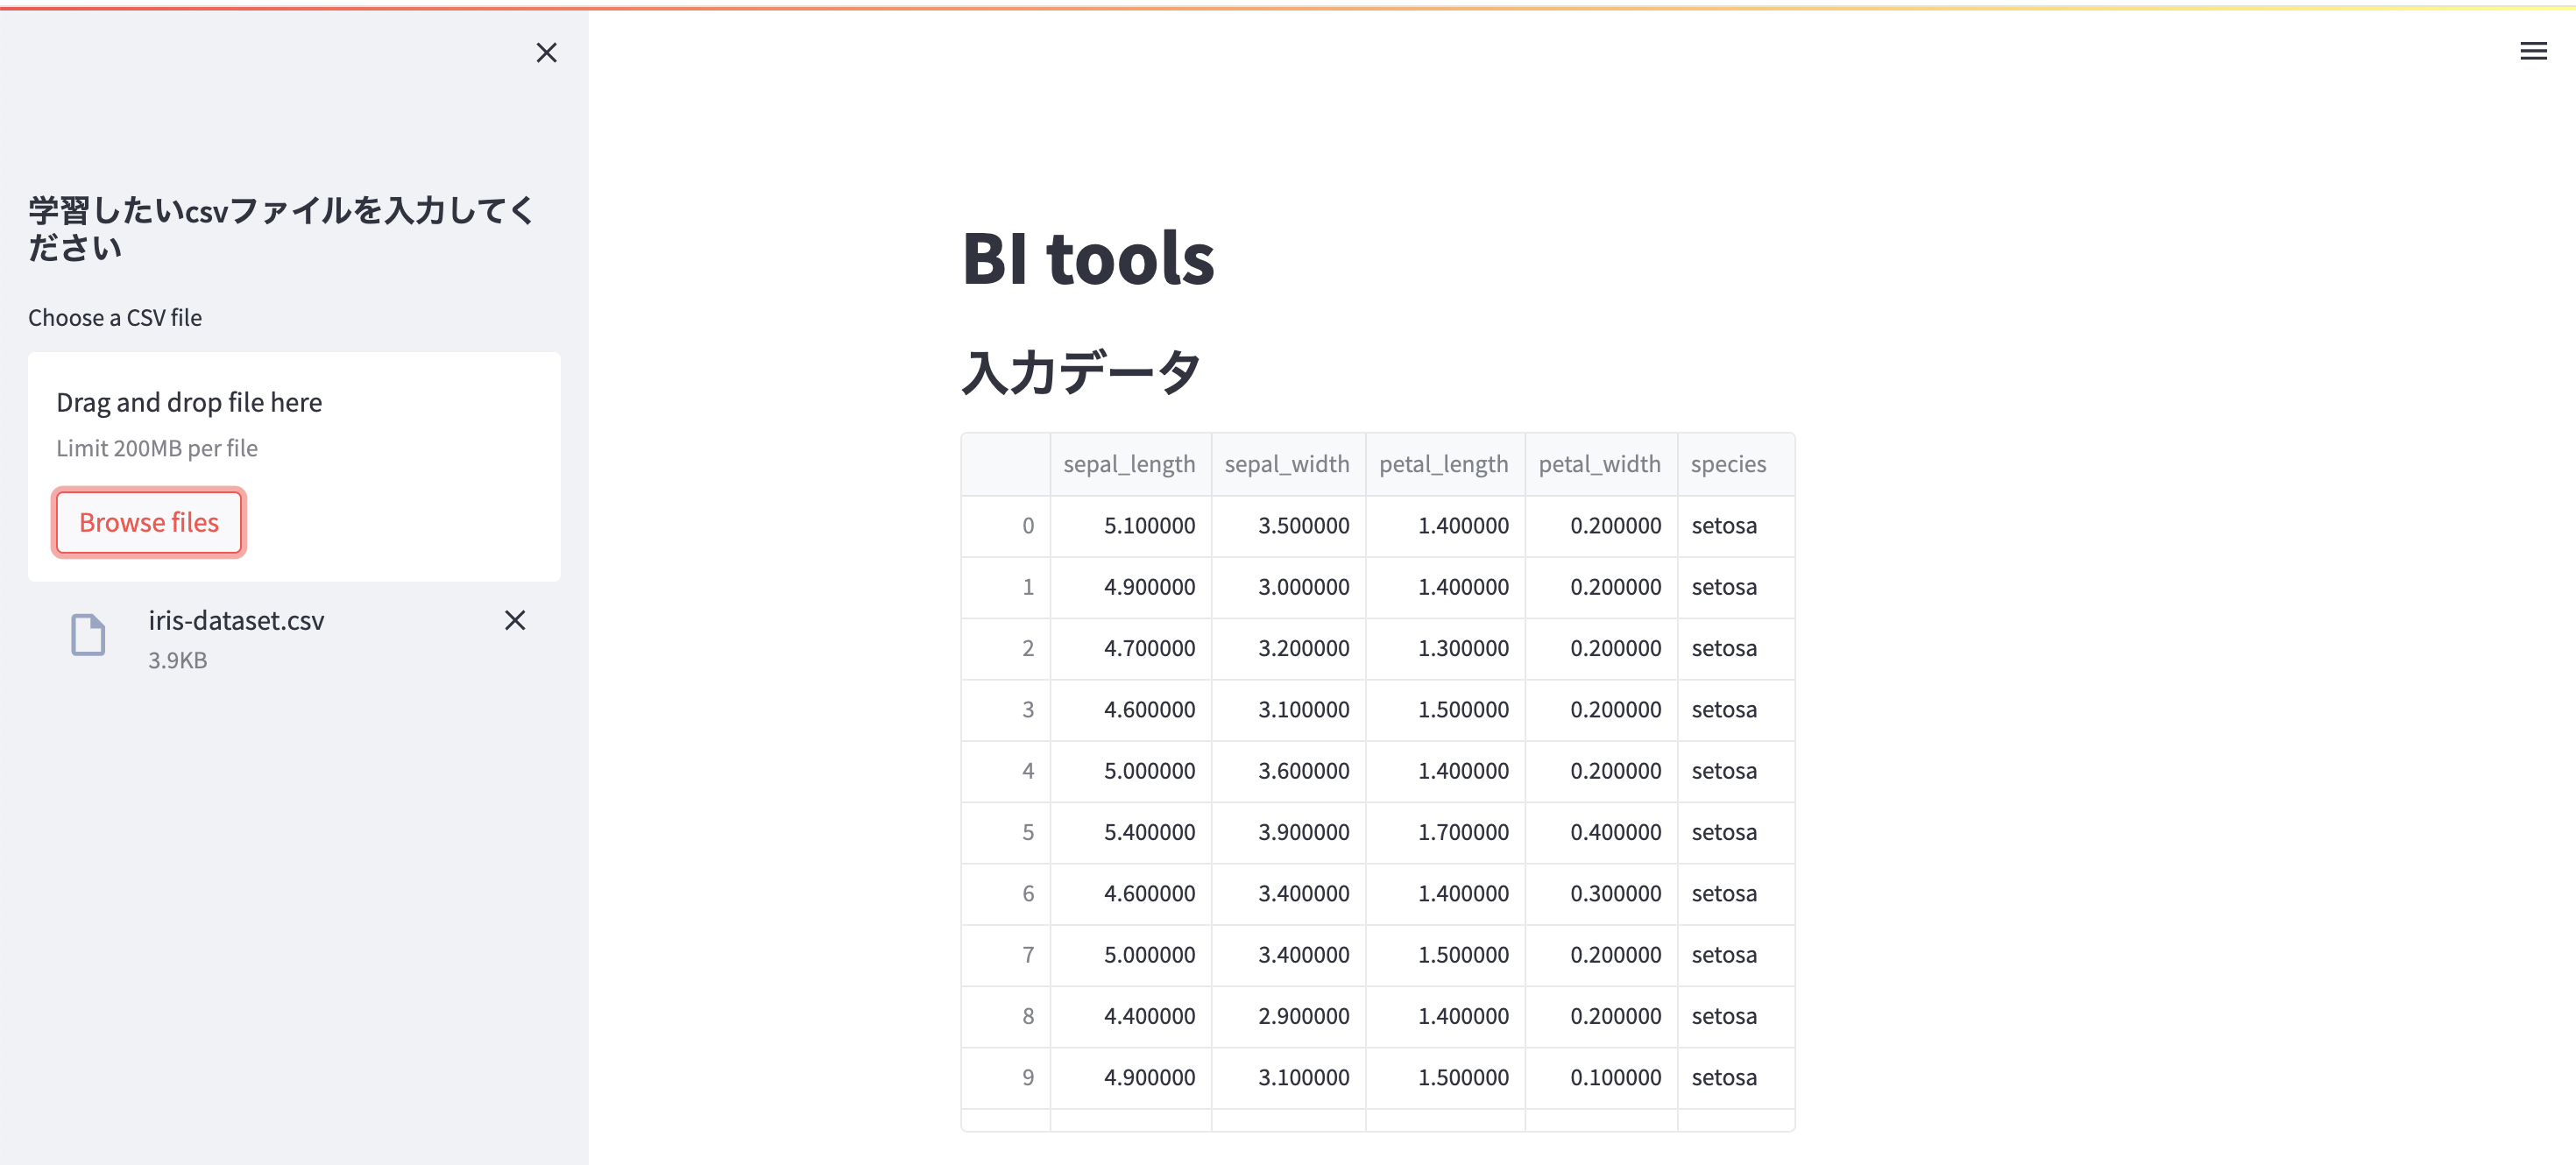 学習したいcsvファイルを入力してく
ださい
Choose a CSV file
Drag and drop file here
Limit 200MB per file
Browse files
iris-dataset.csv
3.9KB
BI tools
入力データ
sepal_length sepal_width petal_length petal_width species
0 5.100000 3.500000 1.400000 0.200000 setosa
1 4.900000 3.000000 1.400000 0.200000 setosa
2 4.700000 3.200000 1.300000 0.200000 setosa
3 4.600000 3.100000 1.500000 0.200000 setosa
4 5.000000 3.600000 1.400000 0.200000 setosa
5 5.400000 3.900000 1.700000 0.400000 setosa
6 4.600000 3.400000 1.400000 0.300000 setosa
7 5.000000 3.400000 1.500000 0.200000 setosa
8 4.400000 2.900000 1.400000 0.200000 setosa
9 4.900000 3.100000 1.500000 0.100000 setosa